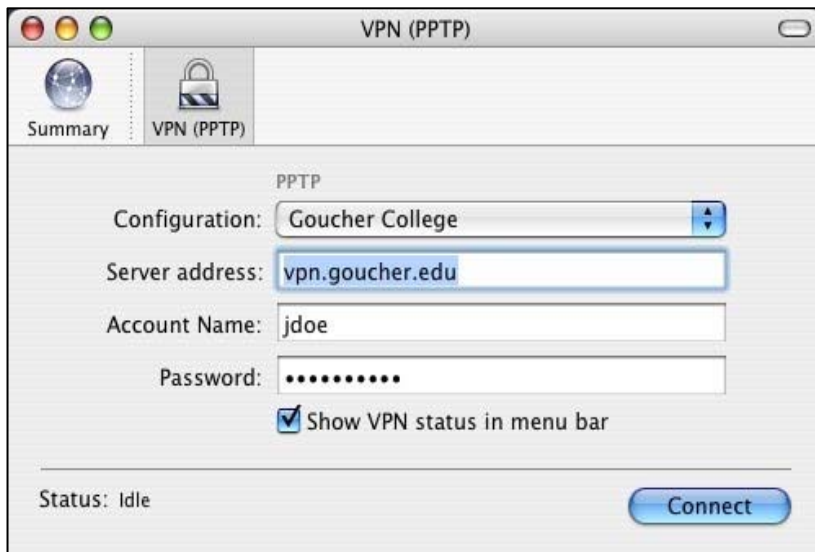 VPN (PPTP)
Summary
VPN (PPTP)
PPTP
Configuration: Goucher College
Server address: vpn.goucher.edu
Account Name: jdoe
Password: ••••••••••
Show VPN status in menu bar
Status: Idle
Connect